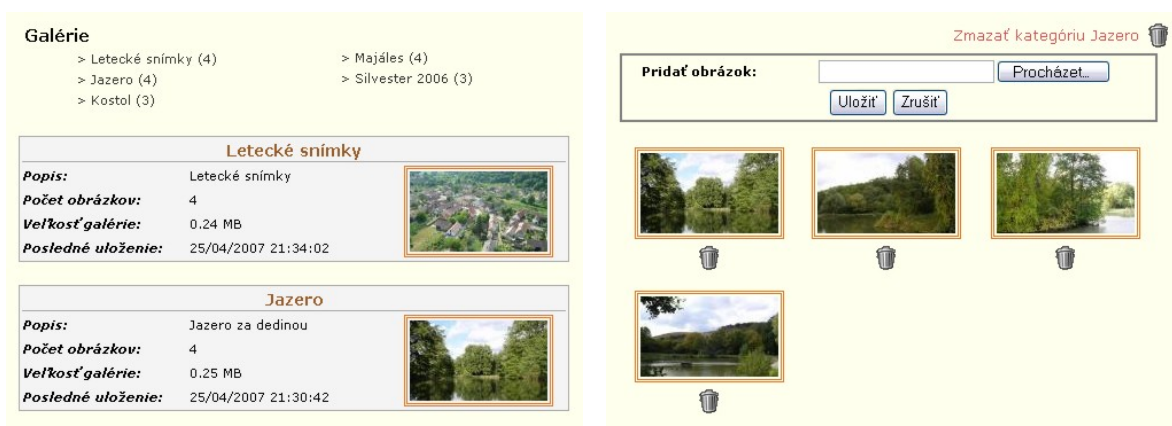 Galérie
> Letecké snímky (4)
> Majáles (4)
> Jazero (4)
> Silvester 2006 (3)
> Kostol (3)
Letecké snímky
Popis: Letecké snímky
Počet obrázkov: 4
Veľkosť galérie: 0.24 MB
Posledné uloženie: 25/04/2007 21:34:02
Jazero
Popis: Jazero za dedinou
Počet obrázkov: 4
Veľkosť galérie: 0.25 MB
Posledné uloženie: 25/04/2007 21:30:42
Zmazať kategóriu Jazero
Pridať obrázok: Procházet...
Uložiť Zrušiť